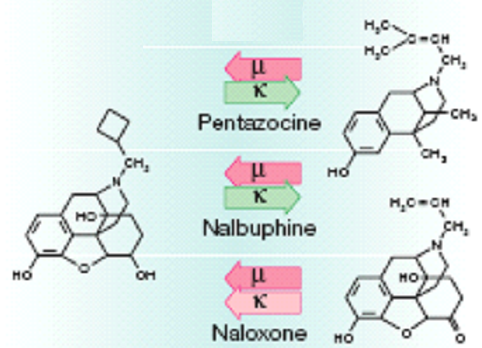 H₃C
C=CH
H₃C
CH₂
μ
κ
N
Pentazocine
CH₃
CH₃
HO
CH₂
N
HO
HO
O
OH
μ
κ
Nalbuphine
H₂C=CH
CH₂
N
HO
HO
O
O
μ
κ
Naloxone